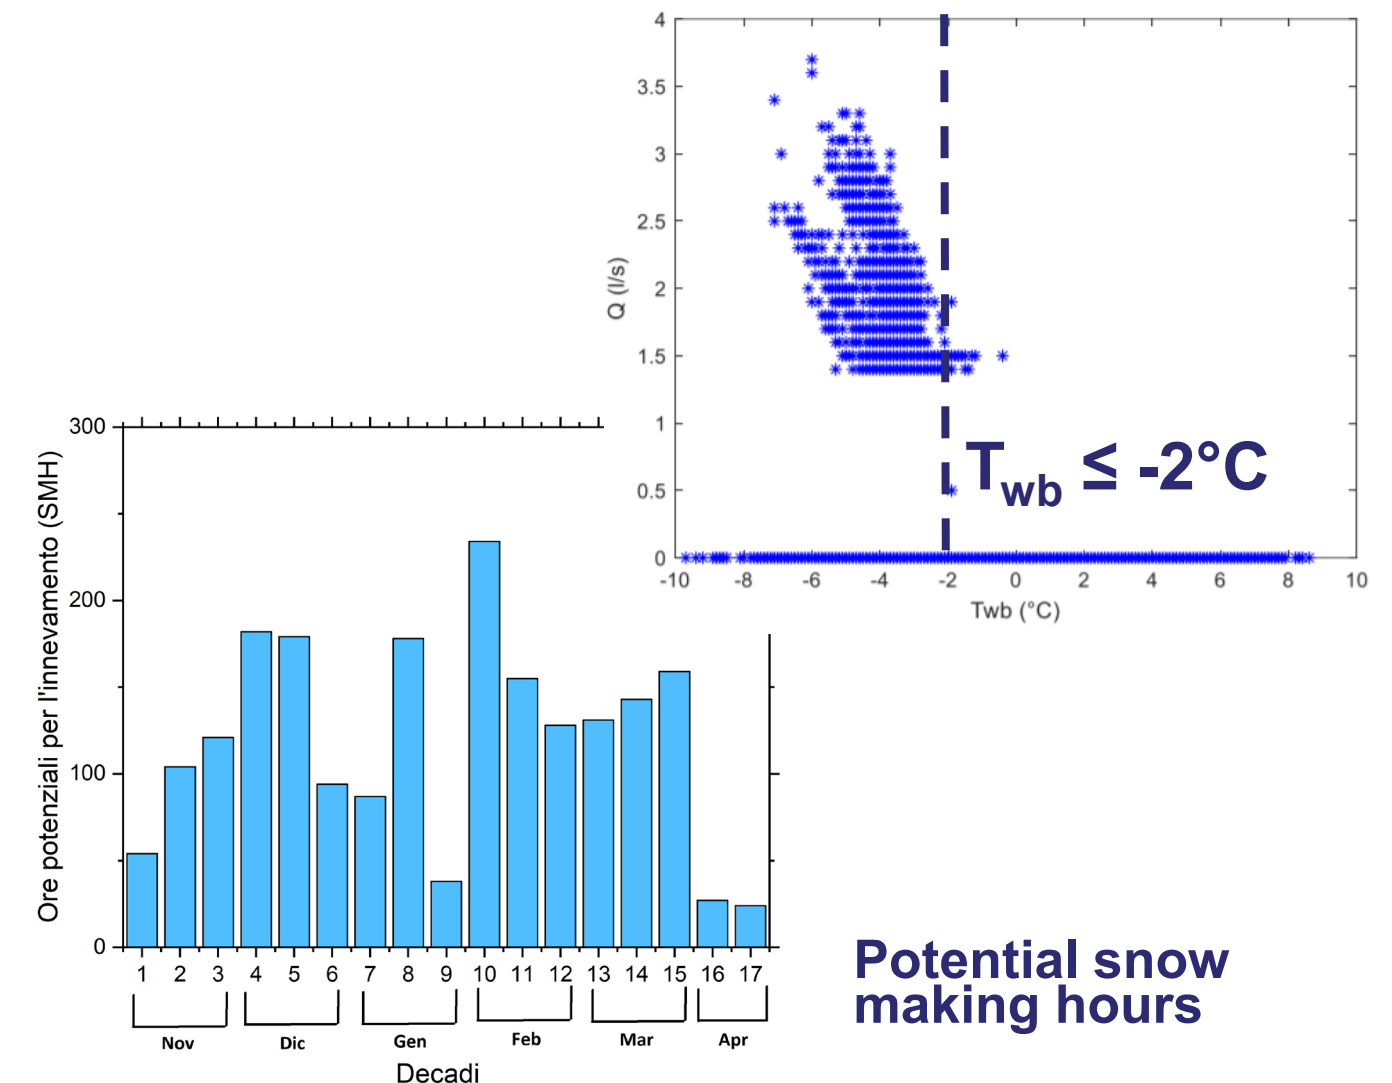 4
3.5
3
2.5
2
1.5
1
0.5
0
Q (l/s)
T_wb ≤ -2°C
-10 -8 -6 -4 -2 0 2 4 6 8 10
Twb (°C)
Ore potenziali per l'innevamento (SMH)
300
200
100
0
1 2 3 4 5 6 7 8 9 10 11 12 13 14 15 16 17
Nov Dic Gen Feb Mar Apr
Decadi
Potential snow
making hours